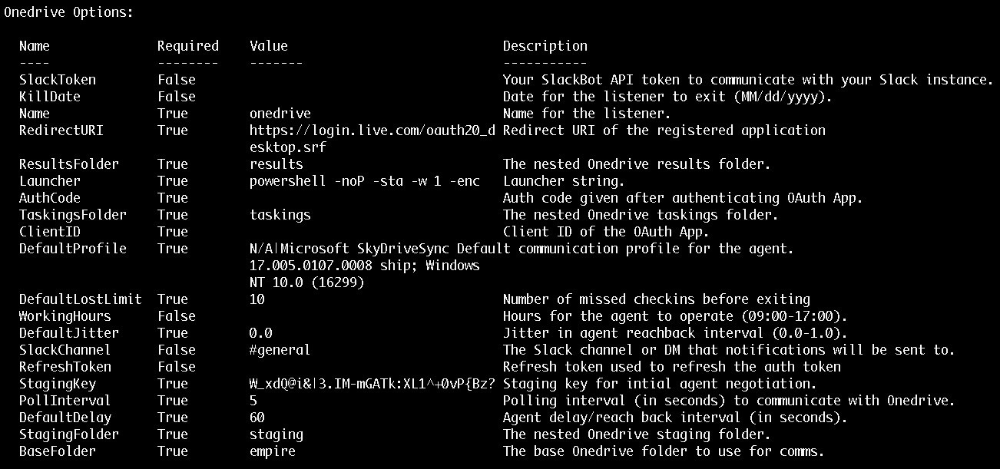 Onedrive Options:
Name Required Value Description
---- -------- ------- -----------
SlackToken False Your SlackBot API token to communicate with your Slack instance.
KillDate False Date for the listener to exit (MM/dd/yyyy).
Name True onedrive Name for the listener.
RedirectURI True https://login.live.com/oauth20_d Redirect URI of the registered application
esktop.srf
ResultsFolder True results The nested Onedrive results folder.
Launcher True powershell -noP -sta -w 1 -enc Launcher string.
AuthCode True Auth code given after authenticating OAuth App.
TaskingsFolder True taskings The nested Onedrive taskings folder.
ClientID True Client ID of the OAuth App.
DefaultProfile True N/A|Microsoft SkyDriveSync Default communication profile for the agent.
17.005.0107.0008 ship; Windows
NT 10.0 (16299)
DefaultLostLimit True 10 Number of missed checkins before exiting
WorkingHours False Hours for the agent to operate (09:00-17:00).
DefaultJitter True 0.0 Jitter in agent reachback interval (0.0-1.0).
SlackChannel False #general The Slack channel or DM that notifications will be sent to.
RefreshToken False Refresh token used to refresh the auth token
StagingKey True W_xdQ@i&|3.IM-mGATk:XL1^+0vP{Bz? Staging key for intial agent negotiation.
PollInterval True 5 Polling interval (in seconds) to communicate with Onedrive.
DefaultDelay True 60 Agent delay/reach back interval (in seconds).
StagingFolder True staging The nested Onedrive staging folder.
BaseFolder True empire The base Onedrive folder to use for comms.